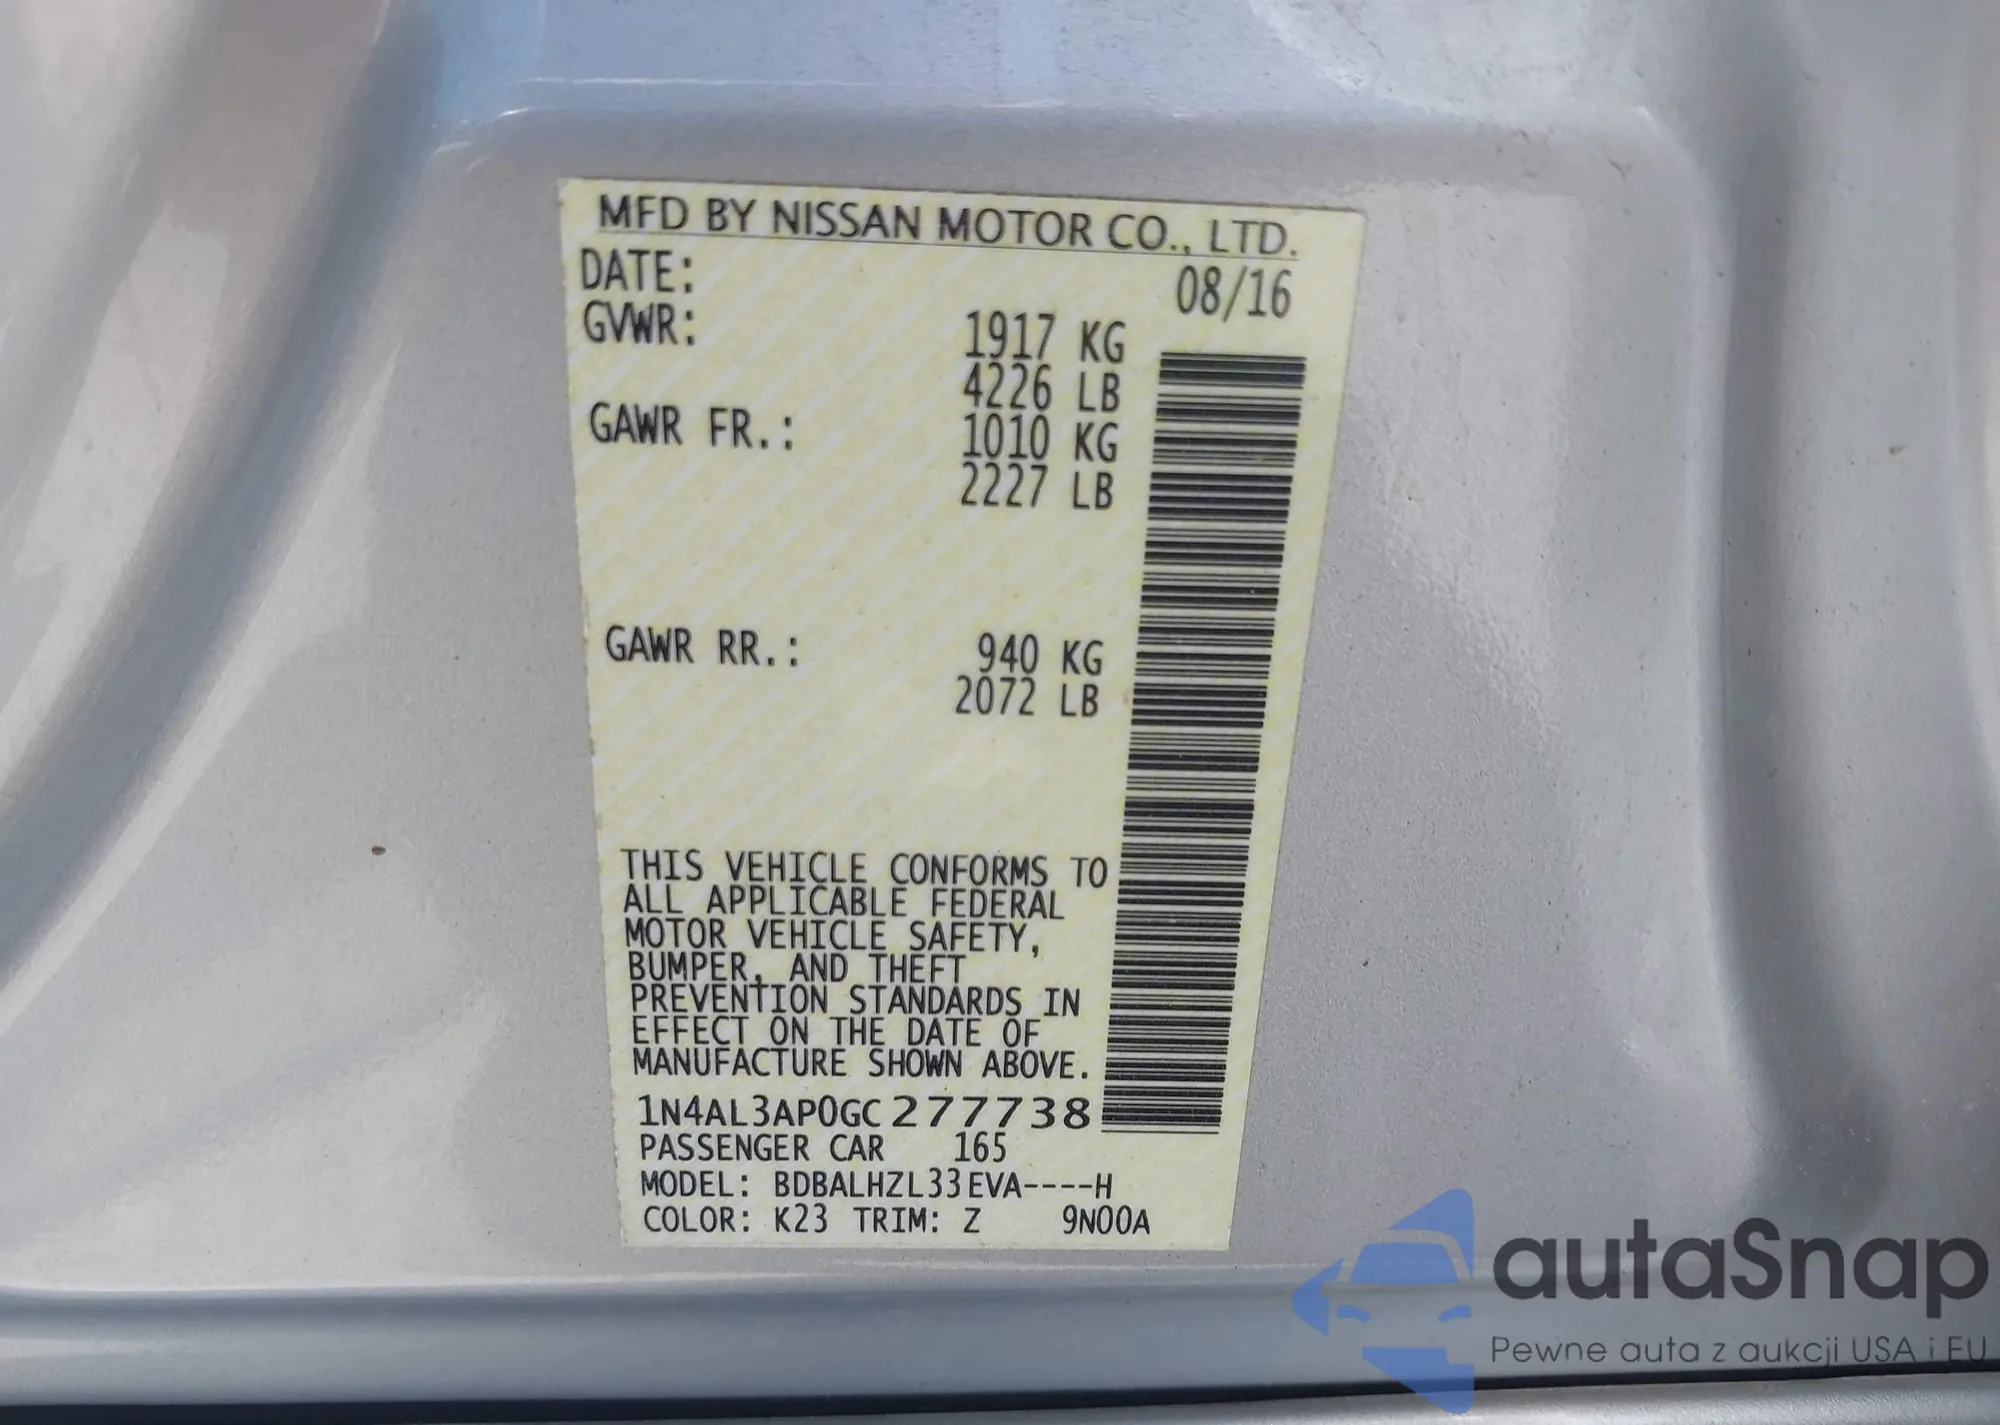 MFD BY NISSAN MOTOR CO., LTD.
DATE: 08/16
GVWR: 1917 KG
4226 LB
GAWR FR.: 1010 KG
2227 LB
GAWR RR.: 940 KG
2072 LB
THIS VEHICLE CONFORMS TO
ALL APPLICABLE FEDERAL
MOTOR VEHICLE SAFETY,
BUMPER, AND THEFT
PREVENTION STANDARDS IN
EFFECT ON THE DATE OF
MANUFACTURE SHOWN ABOVE.
1N4AL3AP0GC277738
PASSENGER CAR 165
MODEL: BDBALHZL33EVA----H
COLOR: K23 TRIM: Z 9N00A
autaSnap
Pewne auta z aukcji USA i EU